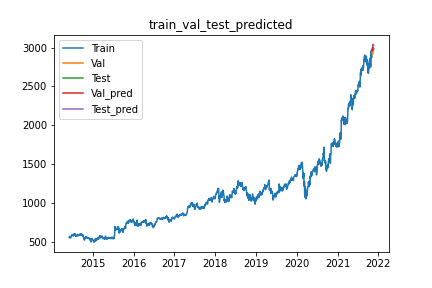 train_val_test_predicted
3000
2500
2000
1500
1000
500
Train
Val
Test
Val_pred
Test_pred
2015 2016 2017 2018 2019 2020 2021 2022